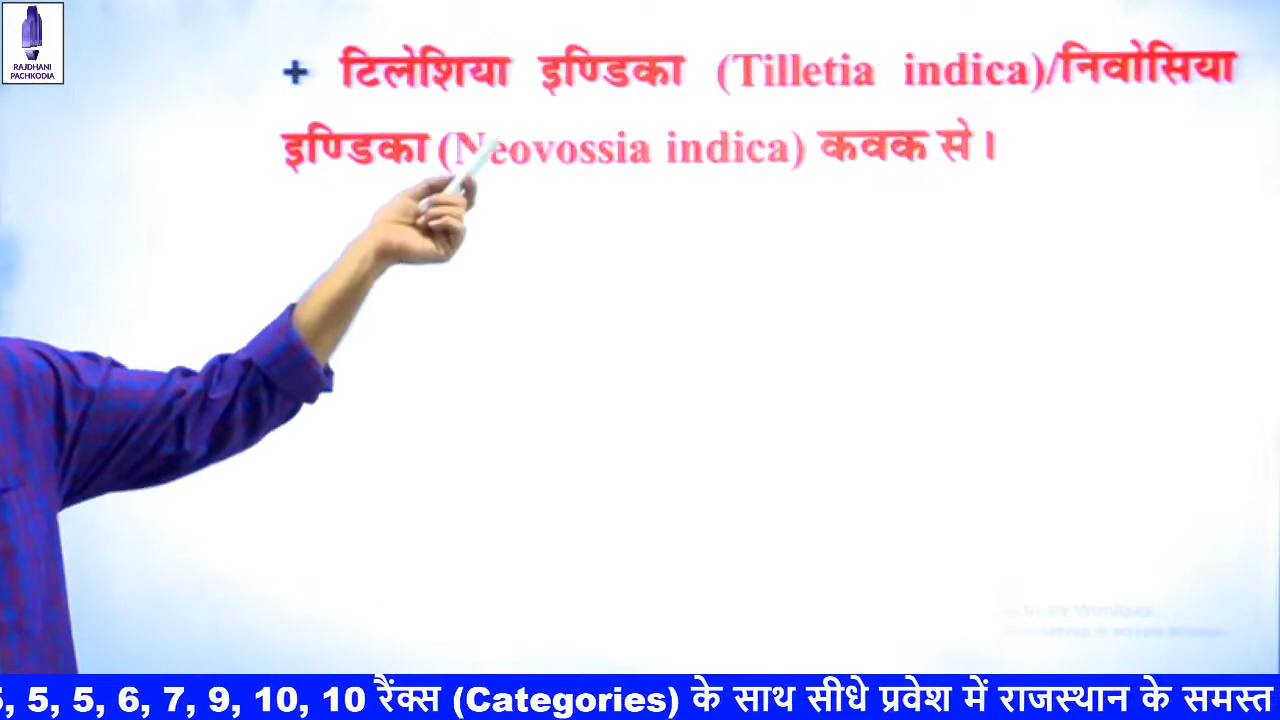 RAJDHANI
PACHKODIA
+ टिलेशिया इण्डिका (Tilletia indica)/निवोसिया
इण्डिका (Neovossia indica) कवक से ।
5, 5, 5, 6, 7, 9, 10, 10 रैंक्स (Categories) के साथ सीधे प्रवेश में राजस्थान के समस्त